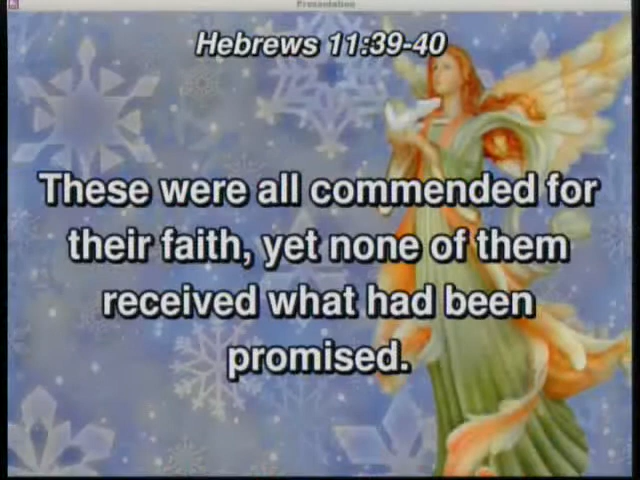 Presentation
Hebrews 11:39-40
These were all commended for
their faith, yet none of them
received what had been
promised.